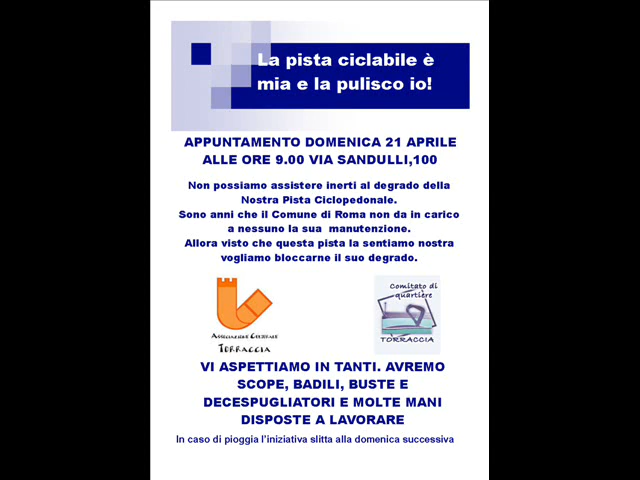 La pista ciclabile è
mia e la pulisco io!
APPUNTAMENTO DOMENICA 21 APRILE
ALLE ORE 9.00 VIA SANDULLI,100
Non possiamo assistere inerti al degrado della
Nostra Pista Ciclopedonale.
Sono anni che il Comune di Roma non da in carico
a nessuno la sua manutenzione.
Allora visto che questa pista la sentiamo nostra
vogliamo bloccarne il suo degrado.
ASSOCIAZIONE CULTURALE
TORRACCIA
Comitato di
quartiere
TORRACCIA
VI ASPETTIAMO IN TANTI. AVREMO
SCOPE, BADILI, BUSTE E
DECESPUGLIATORI E MOLTE MANI
DISPOSTE A LAVORARE
In caso di pioggia l'iniziativa slitta alla domenica successiva